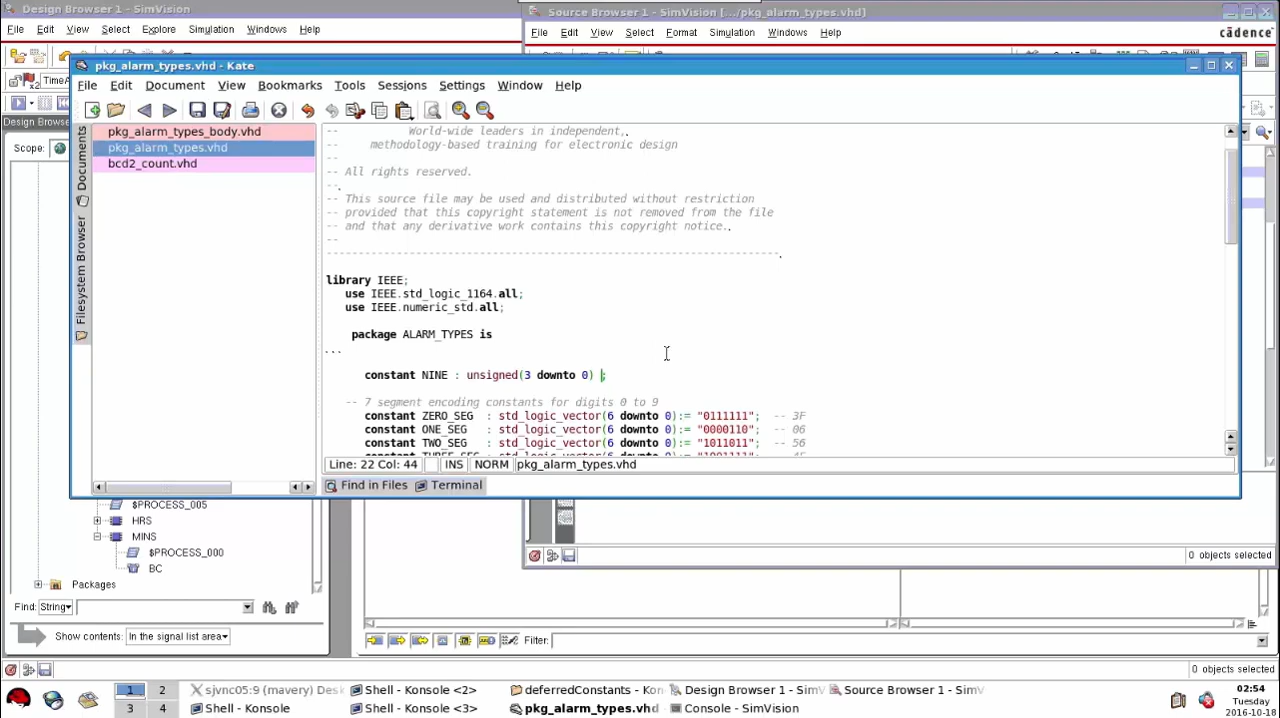 Design Browser 1 - SimVision
Source Browser 1 - SimVision [.../pkg_alarm_types.vhd]
File Edit View Select Explore Simulation Windows Help
File Edit View Select Format Simulation Windows Help
cādence
pkg_alarm_types.vhd - Kate
File Edit Document View Bookmarks Tools Sessions Settings Window Help
TimeA
Design Brows
Scope:
Documents
Filesystem Browser
pkg_alarm_types_body.vhd
pkg_alarm_types.vhd
bcd2_count.vhd
-- World-wide leaders in independent,
-- methodology-based training for electronic design
--
-- All rights reserved.
--
-- This source file may be used and distributed without restriction
-- provided that this copyright statement is not removed from the file
-- and that any derivative work contains this copyright notice.
--
-----------------------------------------------------------------------
library IEEE;
use IEEE.std_logic_1164.all;
use IEEE.numeric_std.all;
package ALARM_TYPES is
constant NINE : unsigned(3 downto 0) ;
-- 7 segment encoding constants for digits 0 to 9
constant ZERO_SEG : std_logic_vector(6 downto 0):= "0111111"; -- 3F
constant ONE_SEG : std_logic_vector(6 downto 0):= "0000110"; -- 06
constant TWO_SEG : std_logic_vector(6 downto 0):= "1011011"; -- 56
Line: 22 Col: 44 INS NORM pkg_alarm_types.vhd
Find in Files Terminal
$PROCESS_005
HRS
MINS
$PROCESS_000
BC
Packages
Find: String
Show contents: In the signal list area
Filter:
0 objects selected
0 objects selected
1 2 sjvnc05:9 (mavery) Desk Shell - Konsole <2> deferredConstants - Kon Design Browser 1 - SimV Source Browser 1 - SimV
3 4 Shell - Konsole Shell - Konsole <3> pkg_alarm_types.vhd Console - SimVision
02:54
Tuesday
2016-10-18